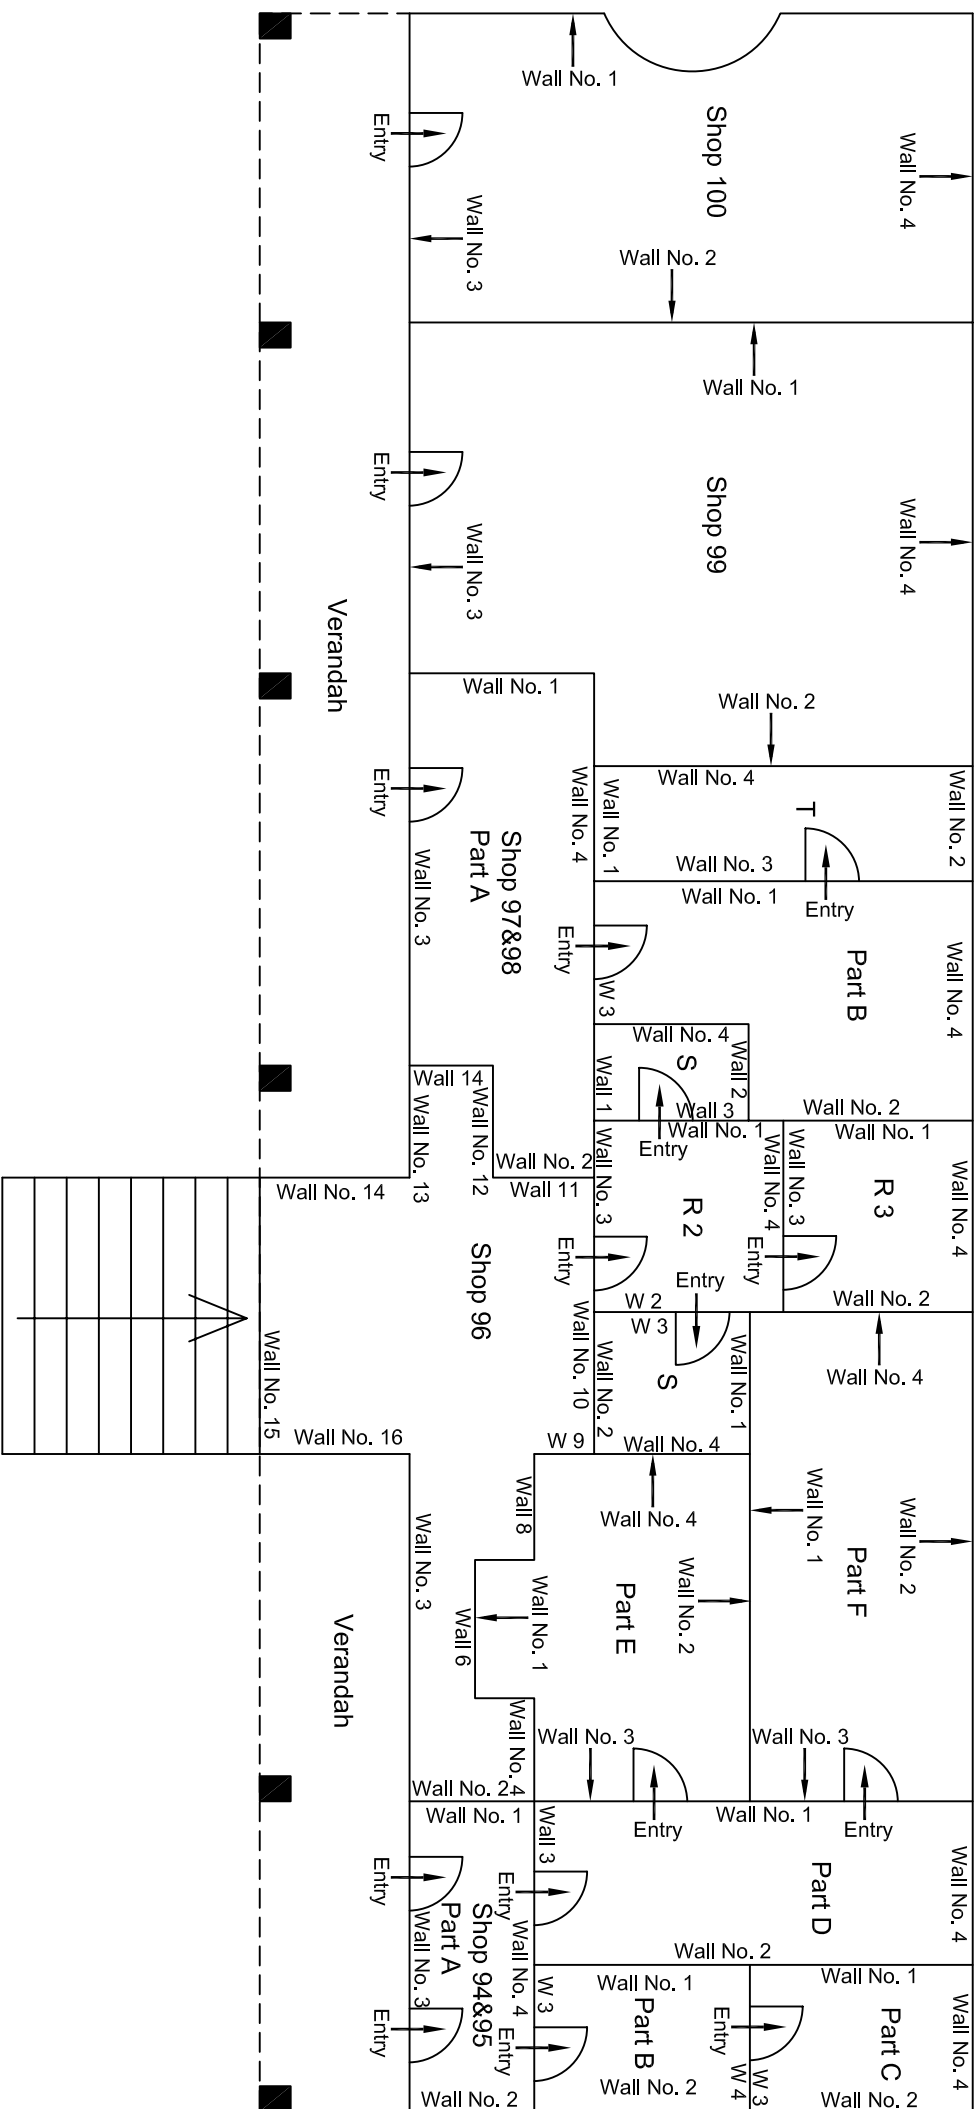 Wall No. 1
Shop 100
Wall No. 4
Entry
Wall No. 3
Wall No. 2
Wall No. 1
Shop 99
Wall No. 4
Entry
Wall No. 3
Verandah
Wall No. 1
Wall No. 2
Wall No. 4
Wall No. 4
Wall No. 1
T
Wall No. 2
Entry
Shop 97&98
Part A
Wall No. 3
Wall No. 3
Wall No. 1
Entry
Entry
W 3
Part B
Wall No. 4
Wall No. 4
S
Wall 2
Wall 1
Wall 3
Wall No. 2
Wall 14
Wall No. 12
Wall No. 13
Wall No. 2
Wall 11
Wall No. 14
Wall No. 1
Entry
Wall No. 3
R 2
Wall No. 4
Wall No. 1
Wall No. 3
R 3
Wall No. 4
Entry
Entry
Entry
Shop 96
W 2
Wall No. 2
W 3
Wall No. 10
Wall No. 2
S
Wall No. 1
Wall No. 4
Wall No. 15
Wall No. 16
W 9
Wall No. 4
Wall 8
Wall No. 4
Wall No. 1
Wall No. 2
Part F
Wall No. 3
Wall 6
Wall No. 1
Part E
Wall No. 2
Verandah
Wall No. 4
Wall No. 3
Wall No. 3
Wall No. 2
Wall No. 1
Wall No. 1
Wall 3
Entry
Entry
Entry
Entry
Part D
Wall No. 4
Shop 94&95
Part A
Wall No. 3
Wall No. 4
Wall No. 2
W 3
Wall No. 1
Wall No. 1
Entry
Entry
Entry
Part B
Part C
Wall No. 4
W 4
W 3
Wall No. 2
Wall No. 2
Wall No. 2